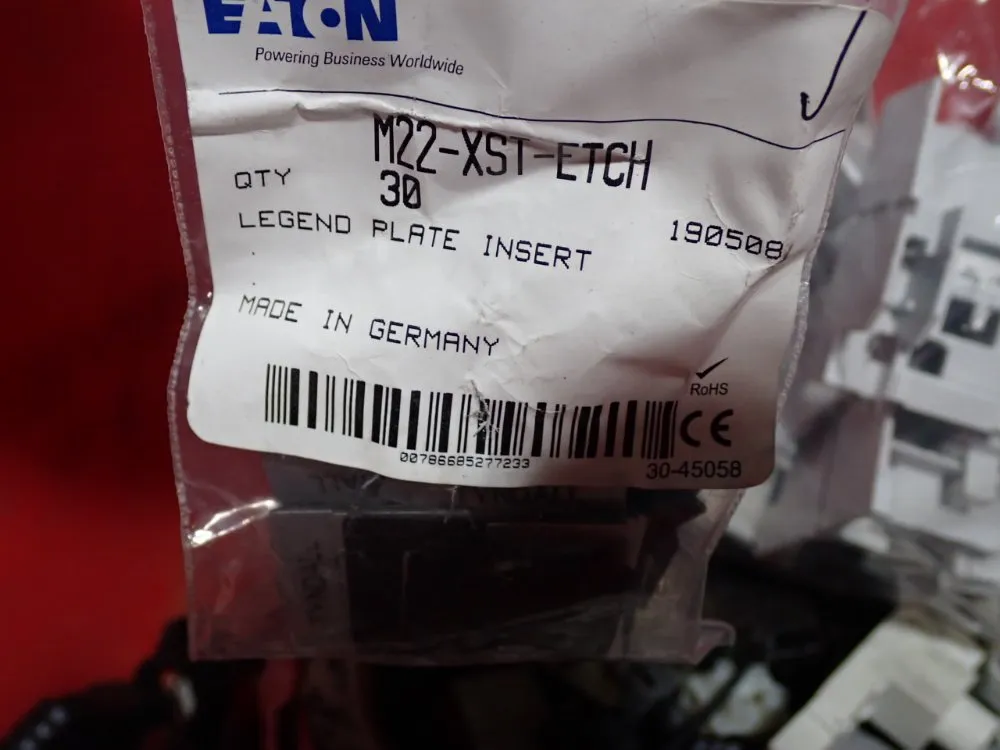 EATON
Powering Business Worldwide
M22-XST-ETCH
QTY 30
LEGEND PLATE INSERT 190508
MADE IN GERMANY
RoHS
CE
00786685277233
30-45058